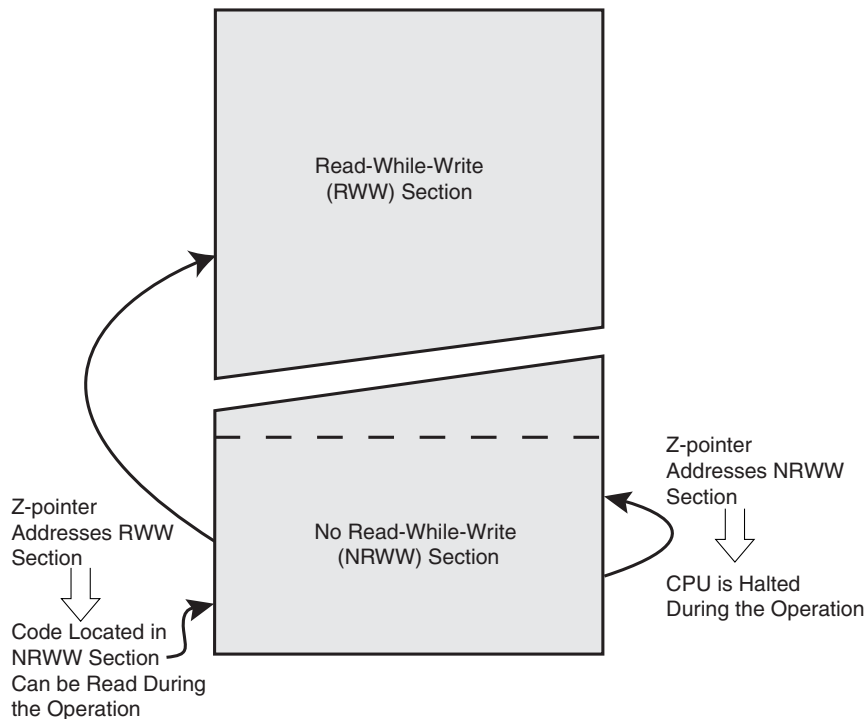 Read-While-Write
(RWW) Section
Z-pointer
Addresses NRWW
Section
Z-pointer
Addresses RWW
Section
No Read-While-Write
(NRWW) Section
CPU is Halted
During the Operation
Code Located in
NRWW Section
Can be Read During
the Operation